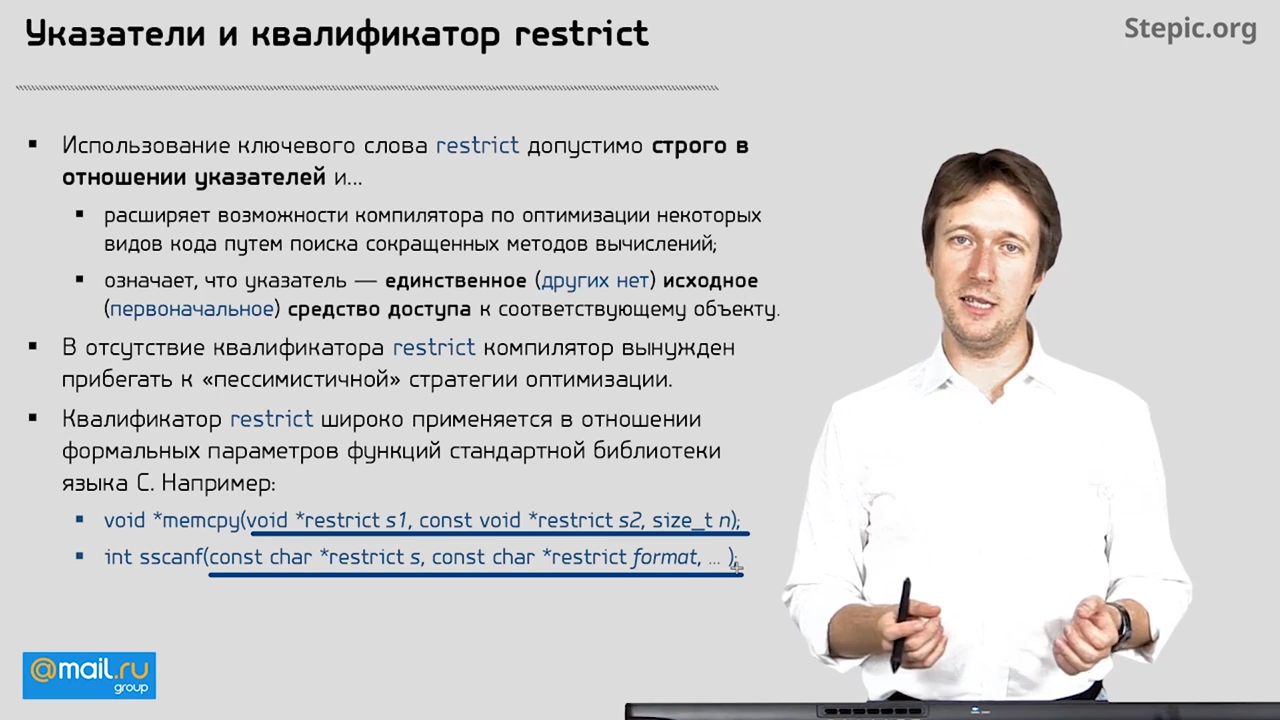 Указатели и квалификатор restrict
Stepic.org
▪ Использование ключевого слова restrict допустимо строго в
отношении указателей и...
▪ расширяет возможности компилятора по оптимизации некоторых
видов кода путем поиска сокращенных методов вычислений;
▪ означает, что указатель — единственное (других нет) исходное
(первоначальное) средство доступа к соответствующему объекту.
▪ В отсутствие квалификатора restrict компилятор вынужден
прибегать к «пессимистичной» стратегии оптимизации.
▪ Квалификатор restrict широко применяется в отношении
формальных параметров функций стандартной библиотеки
языка C. Например:
▪ void *memcpy(void *restrict s1, const void *restrict s2, size_t n);
▪ int sscanf(const char *restrict s, const char *restrict format, ... );
@mail.ru
group